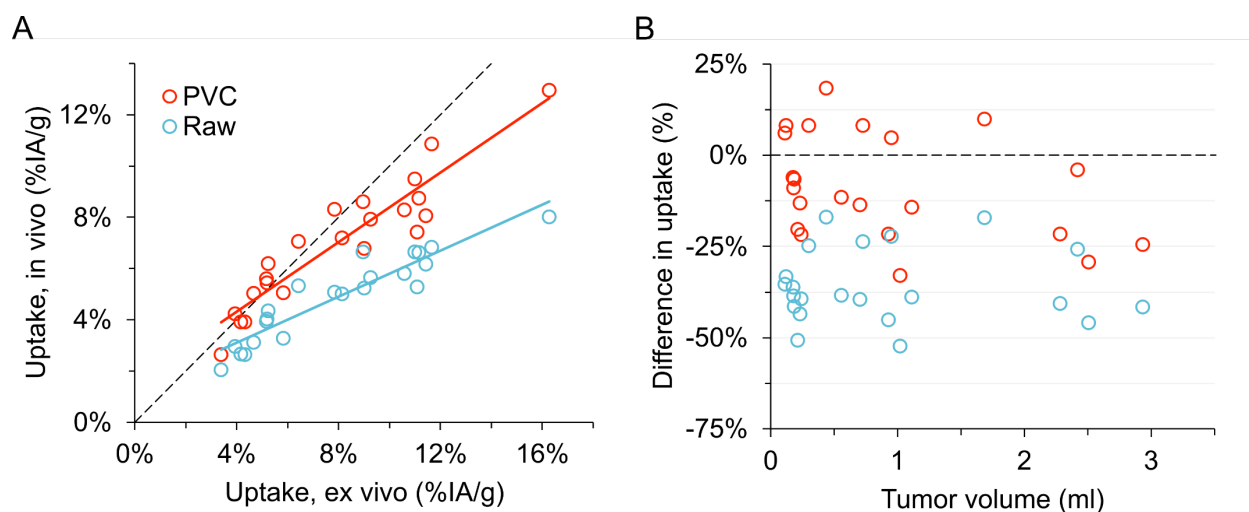 A
Uptake, in vivo (%IA/g)
12%
8%
4%
0%
PVC
Raw
0%
4%
8%
12%
16%
Uptake, ex vivo (%IA/g)
B
Difference in uptake (%)
25%
0%
-25%
-50%
-75%
0
1
2
3
Tumor volume (ml)